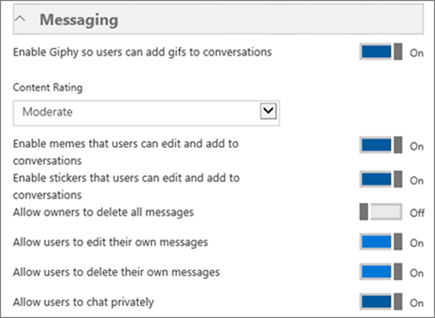 Messaging
Enable Giphy so users can add gifs to conversations On
Content Rating
Moderate
Enable memes that users can edit and add to
conversations On
Enable stickers that users can edit and add to
conversations On
Allow owners to delete all messages Off
Allow users to edit their own messages On
Allow users to delete their own messages On
Allow users to chat privately On